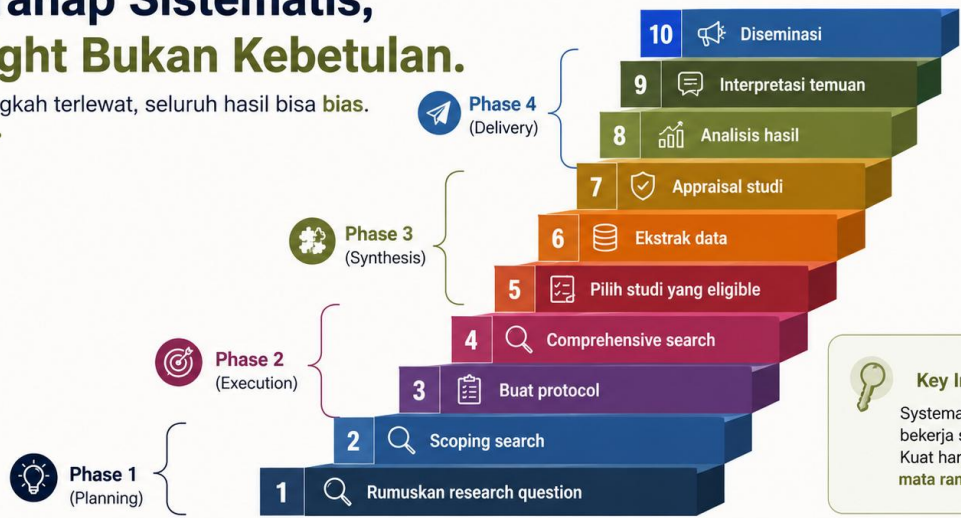 ahap Sistematis,
ght Bukan Kebetulan.
gkah terlewat, seluruh hasil bisa bias.
10 Diseminasi
9 Interpretasi temuan
Phase 4
(Delivery)
8 Analisis hasil
7 Appraisal studi
Phase 3
(Synthesis)
6 Ekstrak data
5 Pilih studi yang eligible
4 Comprehensive search
Phase 2
(Execution)
3 Buat protocol
2 Scoping search
Phase 1
(Planning)
1 Rumuskan research question
Key I
Systema
bekerja s
Kuat har
mata ran